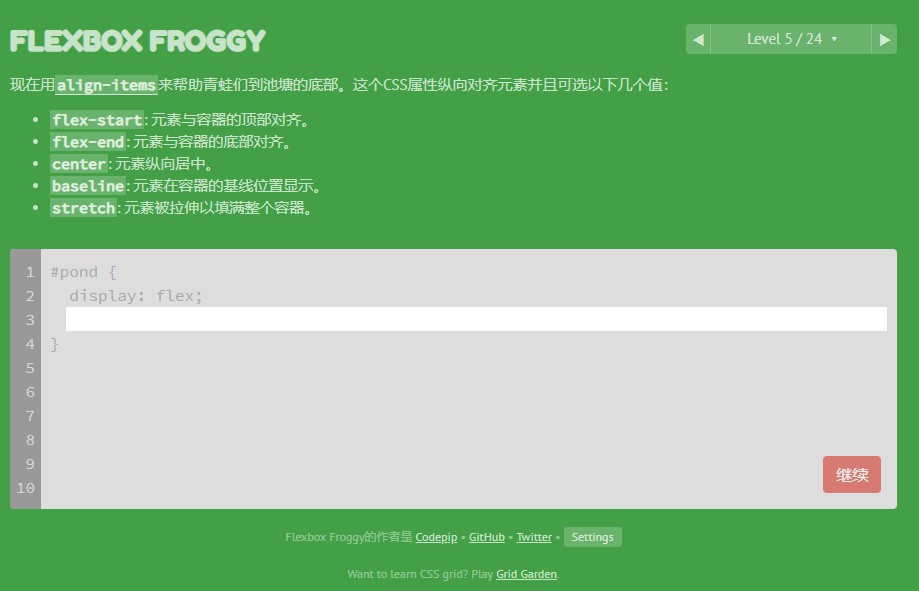 FLEXBOX FROGGY
◀ Level 5 / 24 ▾ ▶
现在用align-items来帮助青蛙们到池塘的底部。这个CSS属性纵向对齐元素并且可选以下几个值：
• flex-start: 元素与容器的顶部对齐。
• flex-end: 元素与容器的底部对齐。
• center: 元素纵向居中。
• baseline: 元素在容器的基线位置显示。
• stretch: 元素被拉伸以填满整个容器。
1 #pond {
2 display: flex;
3
4 }
5
6
7
8
9
10
继续
Flexbox Froggy的作者是 Codepip • GitHub • Twitter • Settings
Want to learn CSS grid? Play Grid Garden.